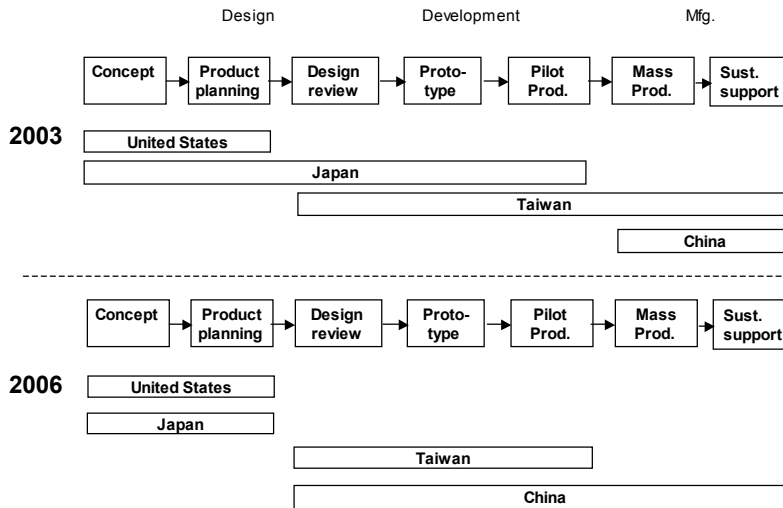 Design Development Mfg.
Concept Product planning Design review Proto-type Pilot Prod. Mass Prod. Sust. support
2003
United States
Japan
Taiwan
China
Concept Product planning Design review Proto-type Pilot Prod. Mass Prod. Sust. support
2006
United States
Japan
Taiwan
China